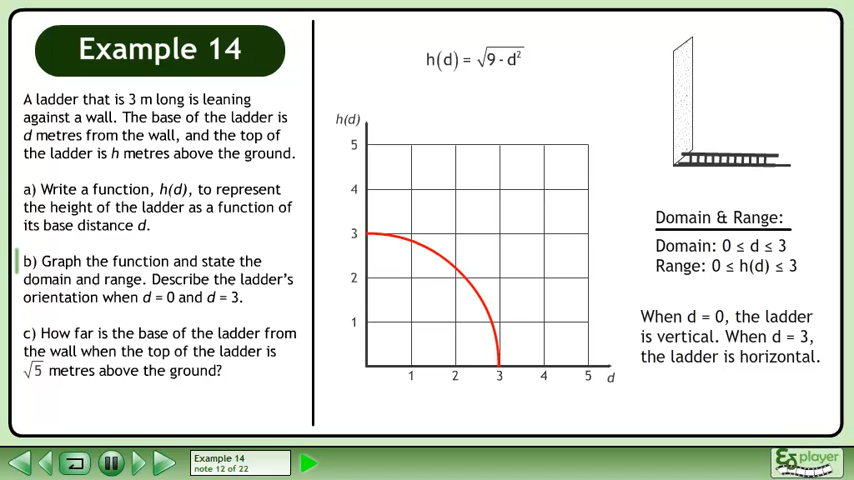 Example 14
A ladder that is 3 m long is leaning
against a wall. The base of the ladder is
d metres from the wall, and the top of
the ladder is h metres above the ground.
a) Write a function, h(d), to represent
the height of the ladder as a function of
its base distance d.
b) Graph the function and state the
domain and range. Describe the ladder's
orientation when d = 0 and d = 3.
c) How far is the base of the ladder from
the wall when the top of the ladder is
√5 metres above the ground?
h(d) = √9 - d²
h(d)
5
4
3
2
1
1 2 3 4 5 d
Domain & Range:
Domain: 0 ≤ d ≤ 3
Range: 0 ≤ h(d) ≤ 3
When d = 0, the ladder
is vertical. When d = 3,
the ladder is horizontal.
Example 14
note 12 of 22
player